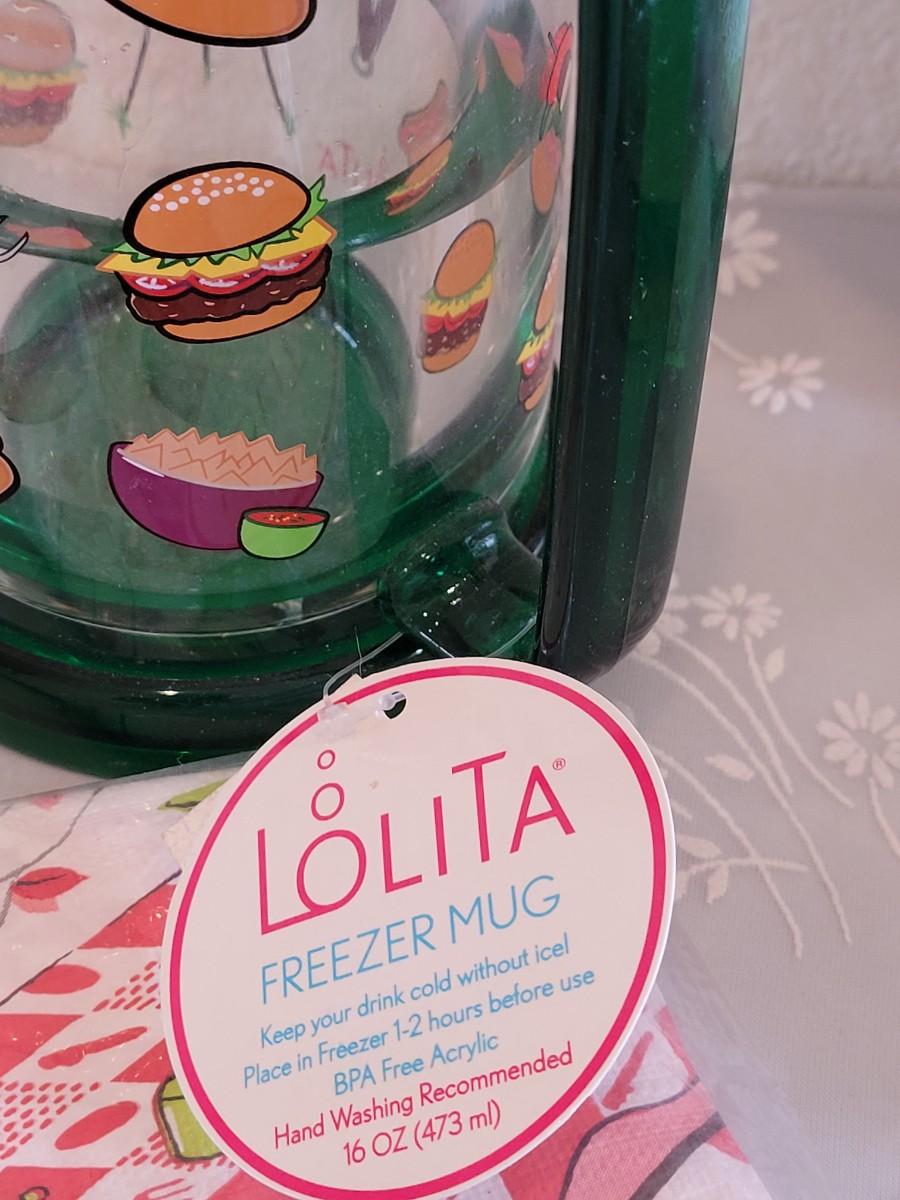 LOLITA®
FREEZER MUG
Keep your drink cold without ice!
Place in Freezer 1-2 hours before use
BPA Free Acrylic
Hand Washing Recommended
16 OZ (473 ml)